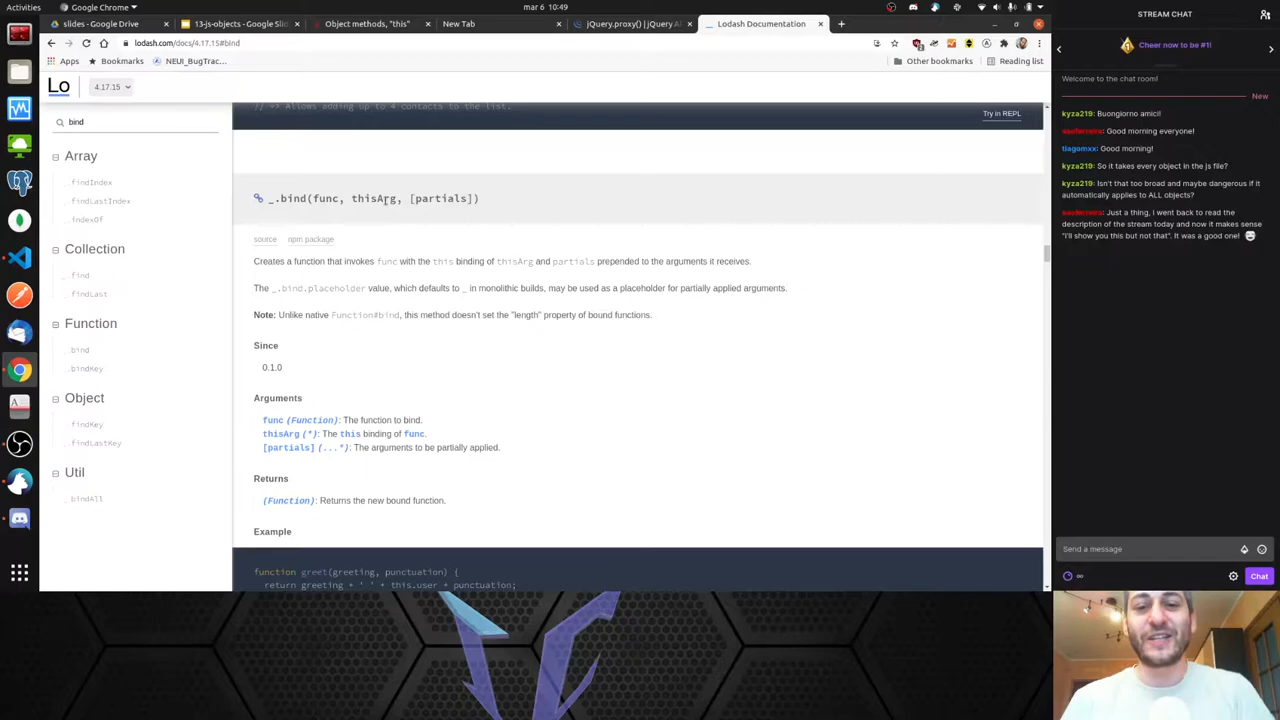 Activities
Google Chrome
mar 6 10:49
slides - Google Drive
13-js-objects - Google Slid
Object methods, "this"
New Tab
jQuery.proxy() | jQuery A
Lodash Documentation
lodash.com/docs/4.17.15#bind
Apps
Bookmarks
NEUI_BugTrac...
Other bookmarks
Reading list
Lo
4.17.15
bind
Array
_.findIndex
_.findLastIndex
_.indexOf
Collection
_.find
_.findLast
Function
_.bind
_.bindKey
Object
_.findKey
_.findLastKey
Util
_.bindAll
// => Allows adding up to 4 contacts to the list.
Try in REPL
_.bind(func, thisArg, [partials])
source npm package
Creates a function that invokes func with the this binding of thisArg and partials prepended to the arguments it receives.
The _.bind.placeholder value, which defaults to _ in monolithic builds, may be used as a placeholder for partially applied arguments.
Note: Unlike native Function#bind, this method doesn't set the "length" property of bound functions.
Since
0.1.0
Arguments
func (Function): The function to bind.
thisArg (*): The this binding of func.
[partials] (...*): The arguments to be partially applied.
Returns
(Function): Returns the new bound function.
Example
function greet(greeting, punctuation) {
return greeting + ' ' + this.user + punctuation;
STREAM CHAT
Cheer now to be #1!
Welcome to the chat room!
New
kyza219: Buongiorno amici!
Good morning everyone!
tiagomxx: Good morning!
kyza219: So it takes every object in the js file?
kyza219: Isn't that too broad and maybe dangerous if it
automatically applies to ALL objects?
Just a thing, i went back to read the
description of the stream today and now it makes sense
"I'll show you this but not that". It was a good one!
Send a message
Chat